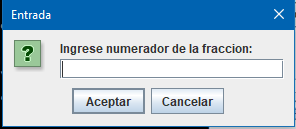 Entrada
Ingrese numerador de la fraccion:
Aceptar Cancelar